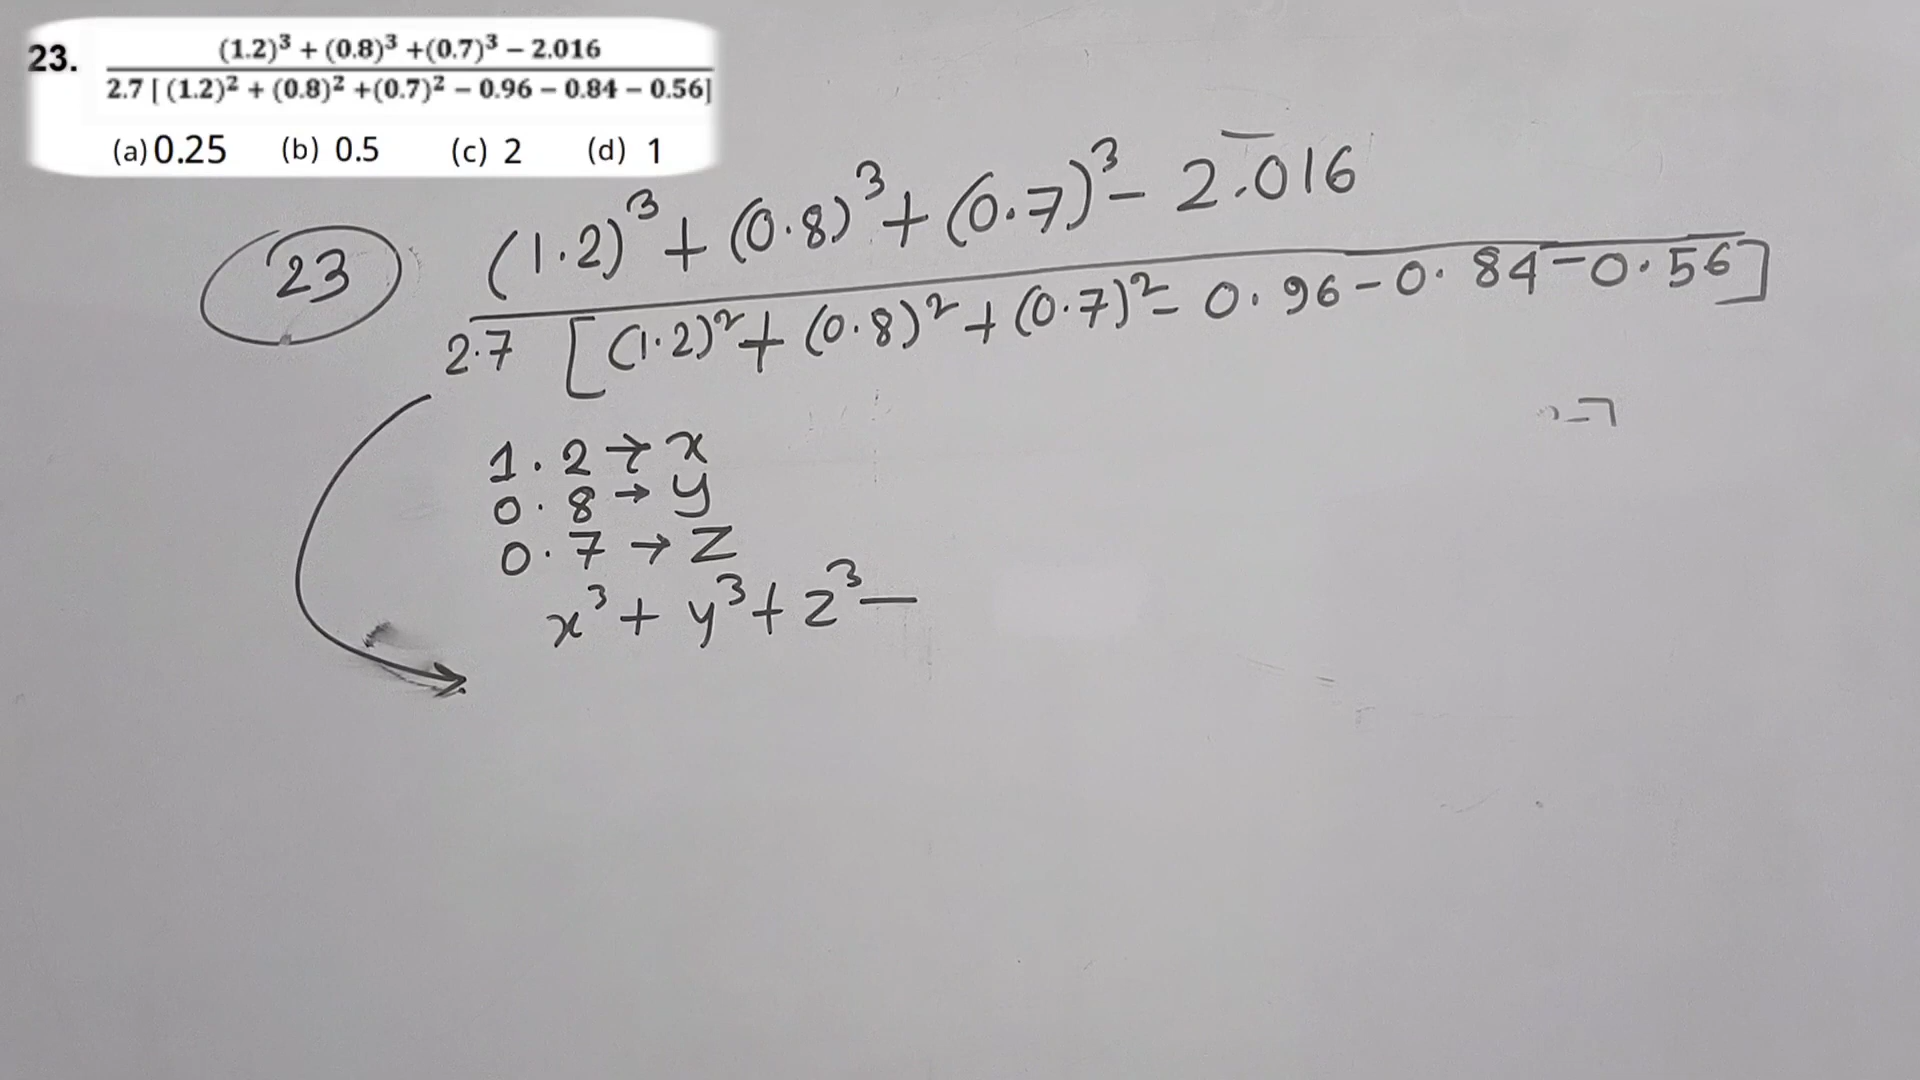 23. (1.2)³ + (0.8)³ +(0.7)³ – 2.016
2.7 [ (1.2)² + (0.8)² +(0.7)² – 0.96 – 0.84 – 0.56]
(a) 0.25 (b) 0.5 (c) 2 (d) 1
23 (1.2)³ + (0.8)³ + (0.7)³ – 2.016
2.7 [(1.2)² + (0.8)² + (0.7)² – 0.96 – 0.84 – 0.56]
1.2 → x
0.8 → y
0.7 → z
x³ + y³ + z³ –